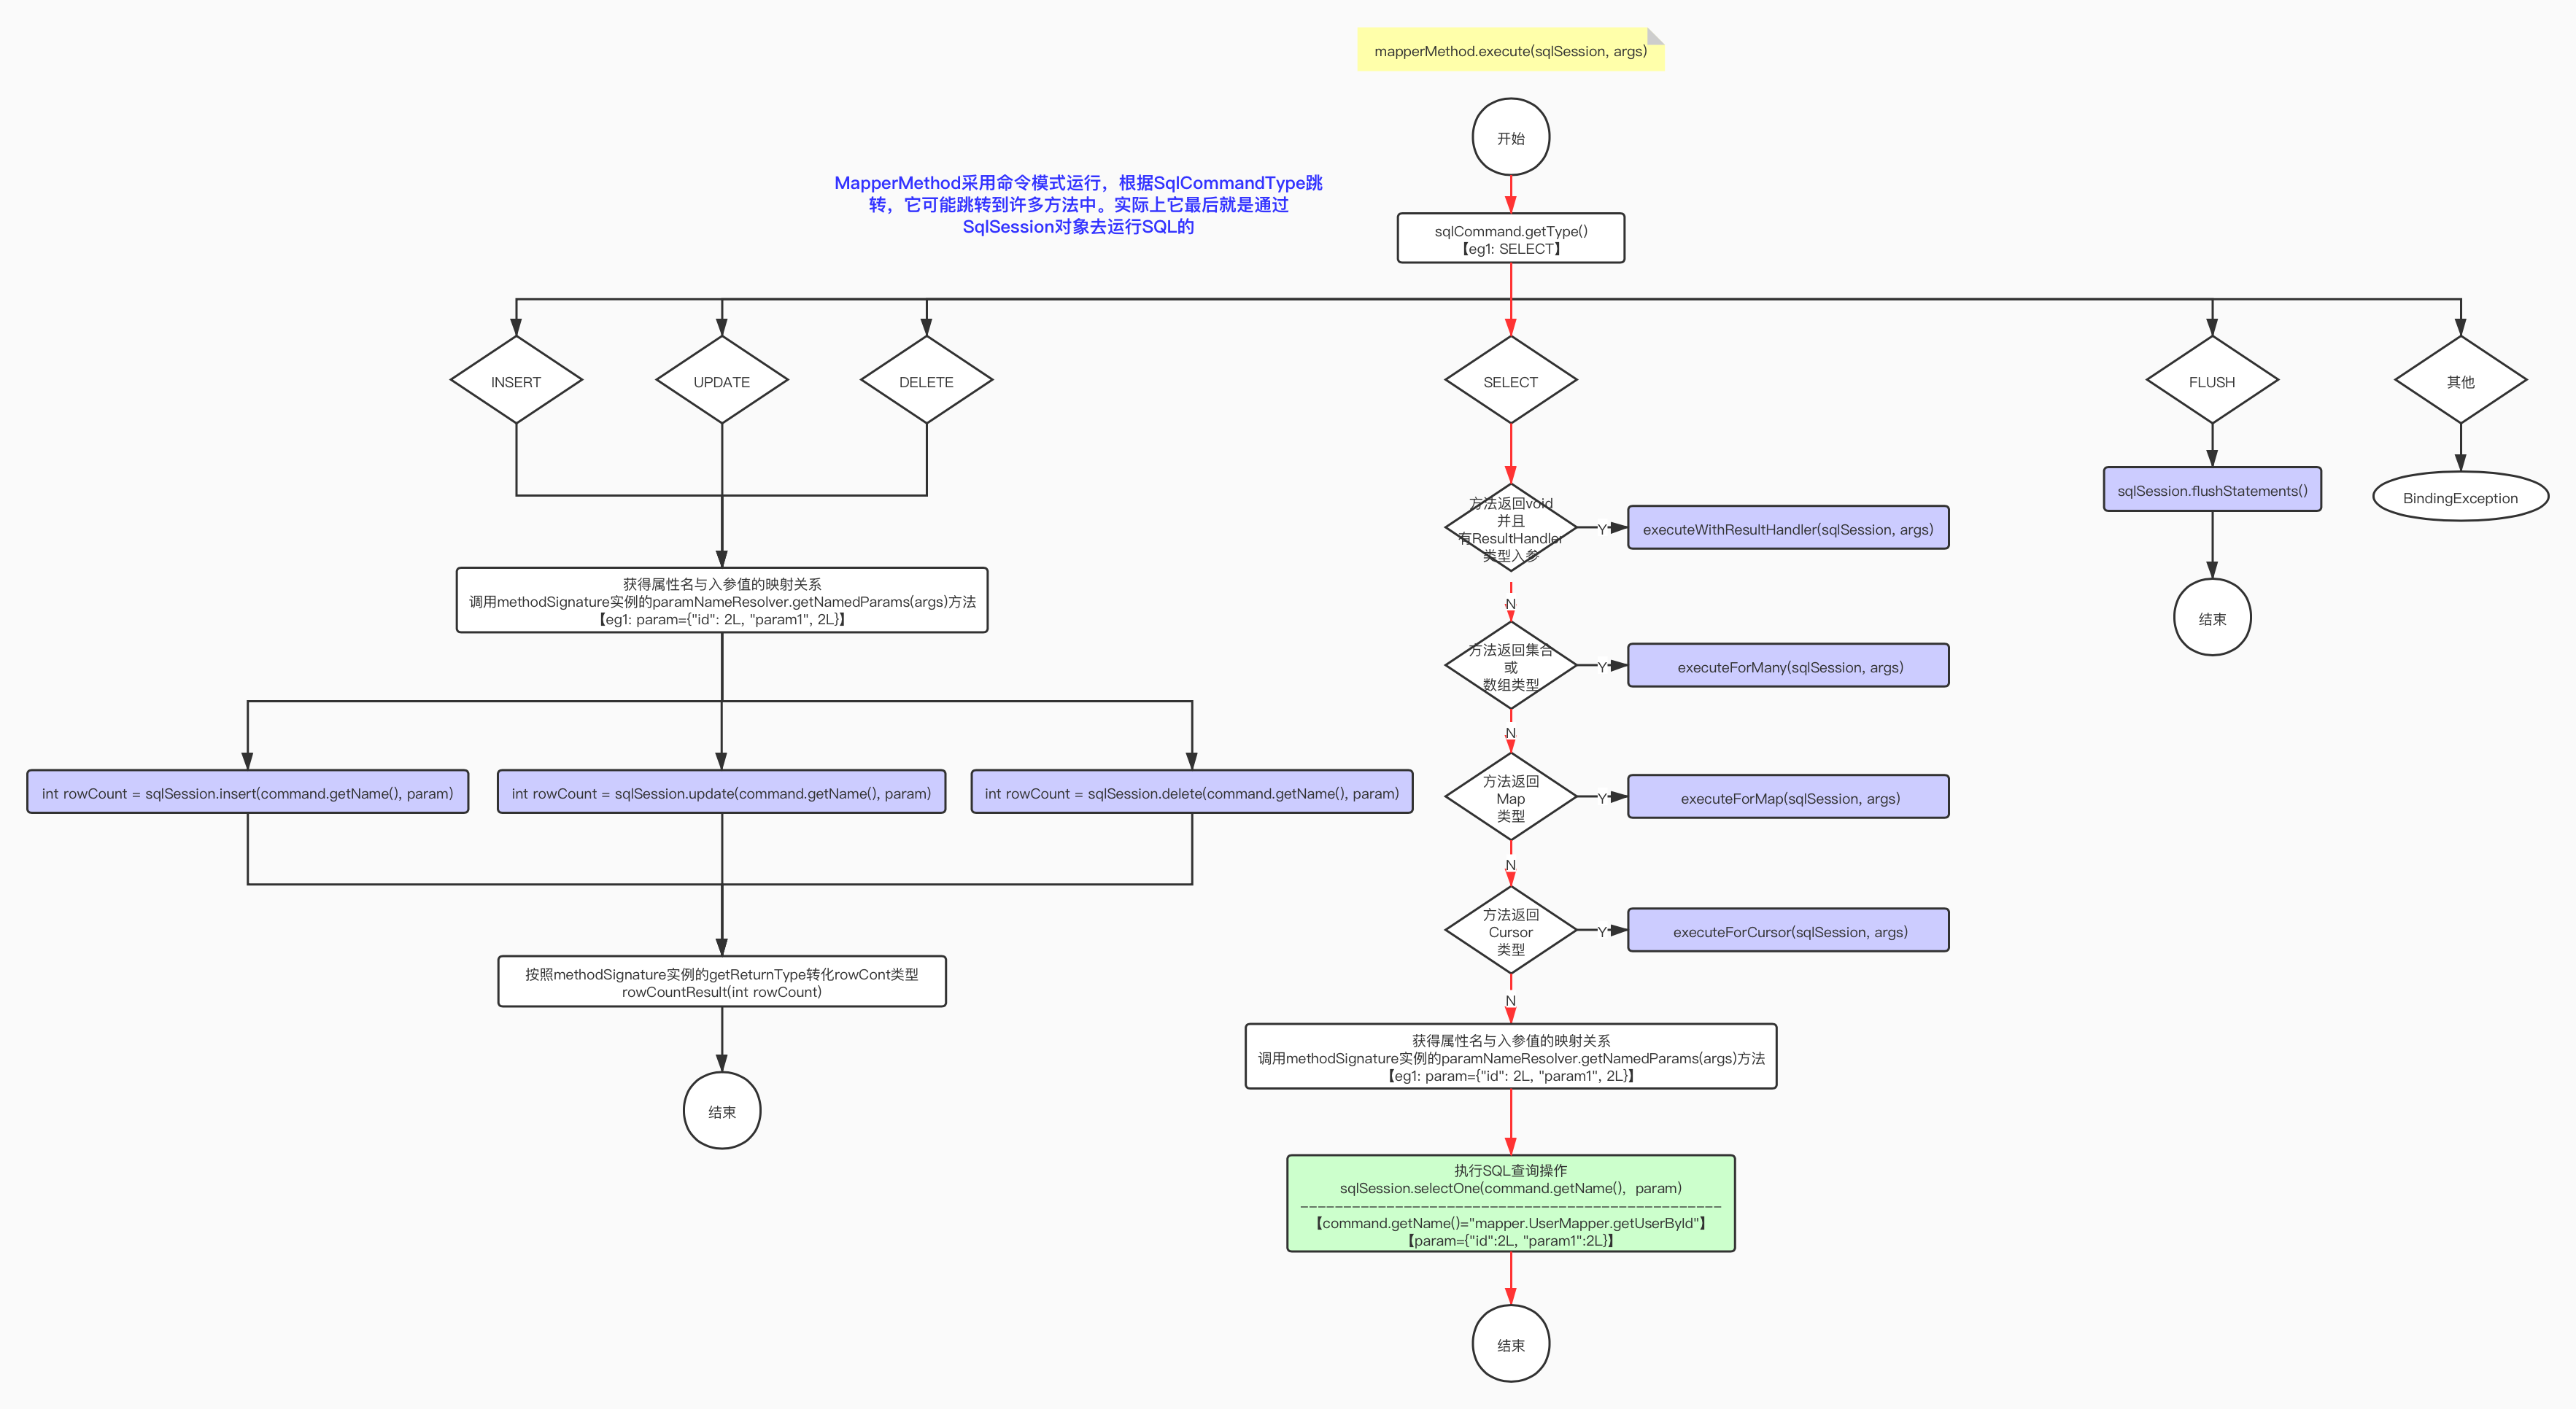 mapperMethod.execute(sqlSession, args)
开始
MapperMethod采用命令模式运行，根据SqlCommandType跳
转，它可能跳转到许多方法中。实际上它最后就是通过
SqlSession对象去运行SQL的
sqlCommand.getType()
【eg1: SELECT】
INSERT
UPDATE
DELETE
SELECT
FLUSH
其他
方法返回void
并且
有ResultHandler
类型入参
Y
executeWithResultHandler(sqlSession, args)
sqlSession.flushStatements()
BindingException
N
结束
获得属性名与入参值的映射关系
调用methodSignature实例的paramNameResolver.getNamedParams(args)方法
【eg1: param={"id": 2L, "param1", 2L}】
方法返回集合
或
数组类型
Y
executeForMany(sqlSession, args)
N
int rowCount = sqlSession.insert(command.getName(), param)
int rowCount = sqlSession.update(command.getName(), param)
int rowCount = sqlSession.delete(command.getName(), param)
方法返回
Map
类型
Y
executeForMap(sqlSession, args)
N
方法返回
Cursor
类型
Y
executeForCursor(sqlSession, args)
N
按照methodSignature实例的getReturnType转化rowCont类型
rowCountResult(int rowCount)
结束
获得属性名与入参值的映射关系
调用methodSignature实例的paramNameResolver.getNamedParams(args)方法
【eg1: param={"id": 2L, "param1", 2L}】
执行SQL查询操作
sqlSession.selectOne(command.getName(),  param)
--------------------------------------------------
【command.getName()="mapper.UserMapper.getUserById"】
【param={"id":2L, "param1":2L}】
结束